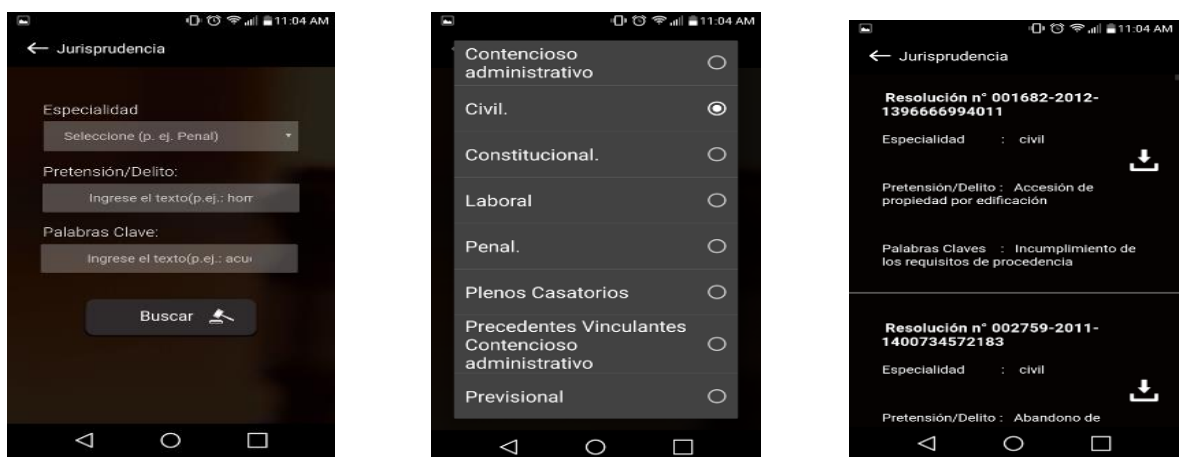 11:04 AM
Jurisprudencia
Especialidad
Seleccione (p. ej. Penal)
Pretensión/Delito:
Ingrese el texto(p.ej.: hom
Palabras Clave:
Ingrese el texto(p.ej.: acu
Buscar
11:04 AM
Contencioso
administrativo
Civil.
Constitucional.
Laboral
Penal.
Plenos Casatorios
Precedentes Vinculantes
Contencioso
administrativo
Previsional
11:04 AM
Jurisprudencia
Resolución n° 001682-2012-
1396666994011
Especialidad : civil
Pretensión/Delito : Accesión de
propiedad por edificación
Palabras Claves : Incumplimiento de
los requisitos de procedencia
Resolución n° 002759-2011-
1400734572183
Especialidad : civil
Pretensión/Delito : Abandono de